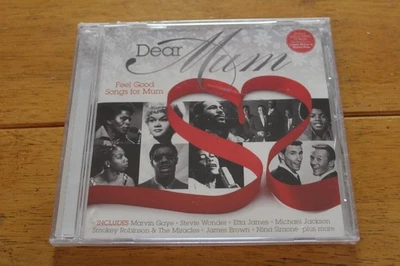 Dear
Mum
Feel Good
Songs for Mum
INCLUDES Marvin Gaye • Stevie Wonder • Etta James • Michael Jackson
Smokey Robinson & The Miracles • James Brown • Nina Simone plus more